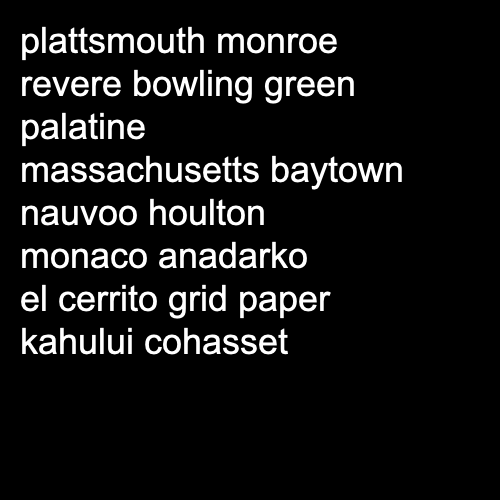 plattsmouth monroe
revere bowling green
palatine
massachusetts baytown
nauvoo houlton
monaco anadarko
el cerrito grid paper
kahului cohasset